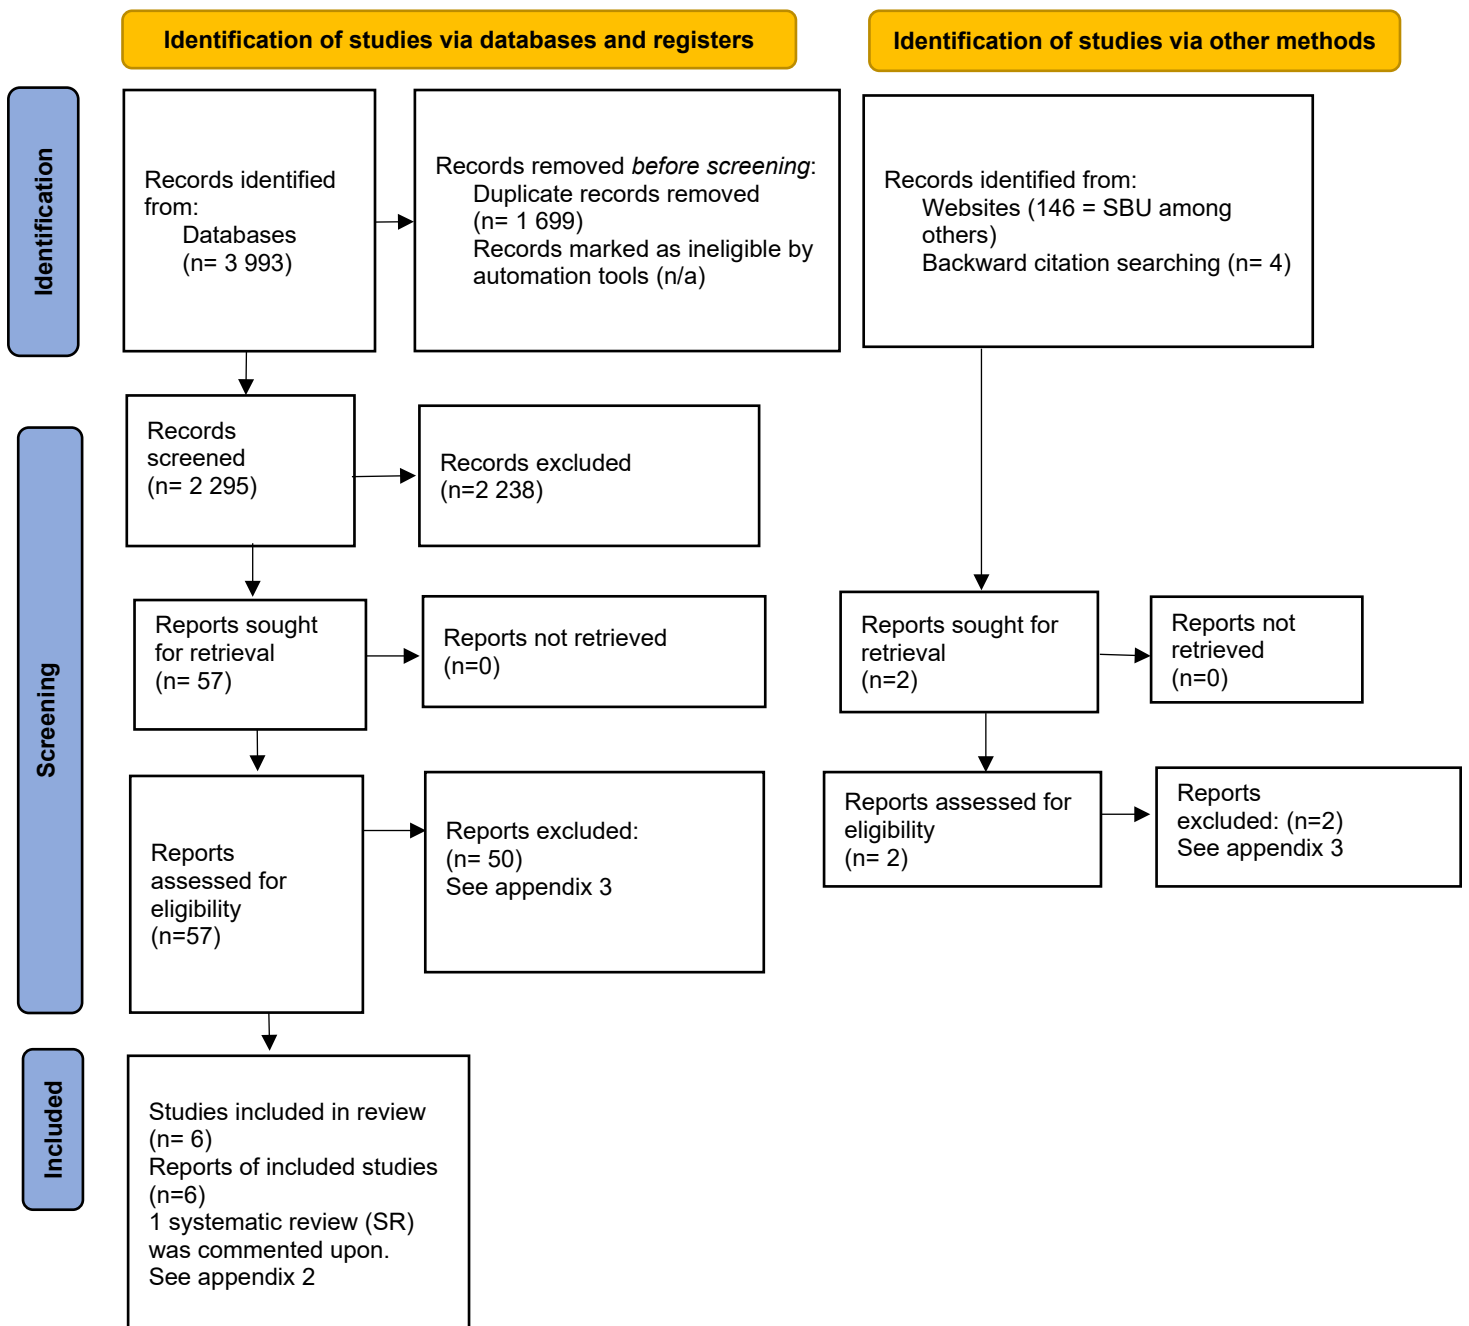 Identification of studies via databases and registers
Identification of studies via other methods
Identification
Records identified
from:
Databases
(n= 3 993)
Records removed before screening:
Duplicate records removed
(n= 1 699)
Records marked as ineligible by
automation tools (n/a)
Records identified from:
Websites (146 = SBU among
others)
Backward citation searching (n= 4)
Screening
Records
screened
(n= 2 295)
Records excluded
(n=2 238)
Reports sought
for retrieval
(n= 57)
Reports not retrieved
(n=0)
Reports sought for
retrieval
(n=2)
Reports not
retrieved
(n=0)
Reports
assessed for
eligibility
(n=57)
Reports excluded:
(n= 50)
See appendix 3
Reports assessed for
eligibility
(n= 2)
Reports
excluded: (n=2)
See appendix 3
Included
Studies included in review
(n= 6)
Reports of included studies
(n=6)
1 systematic review (SR)
was commented upon.
See appendix 2